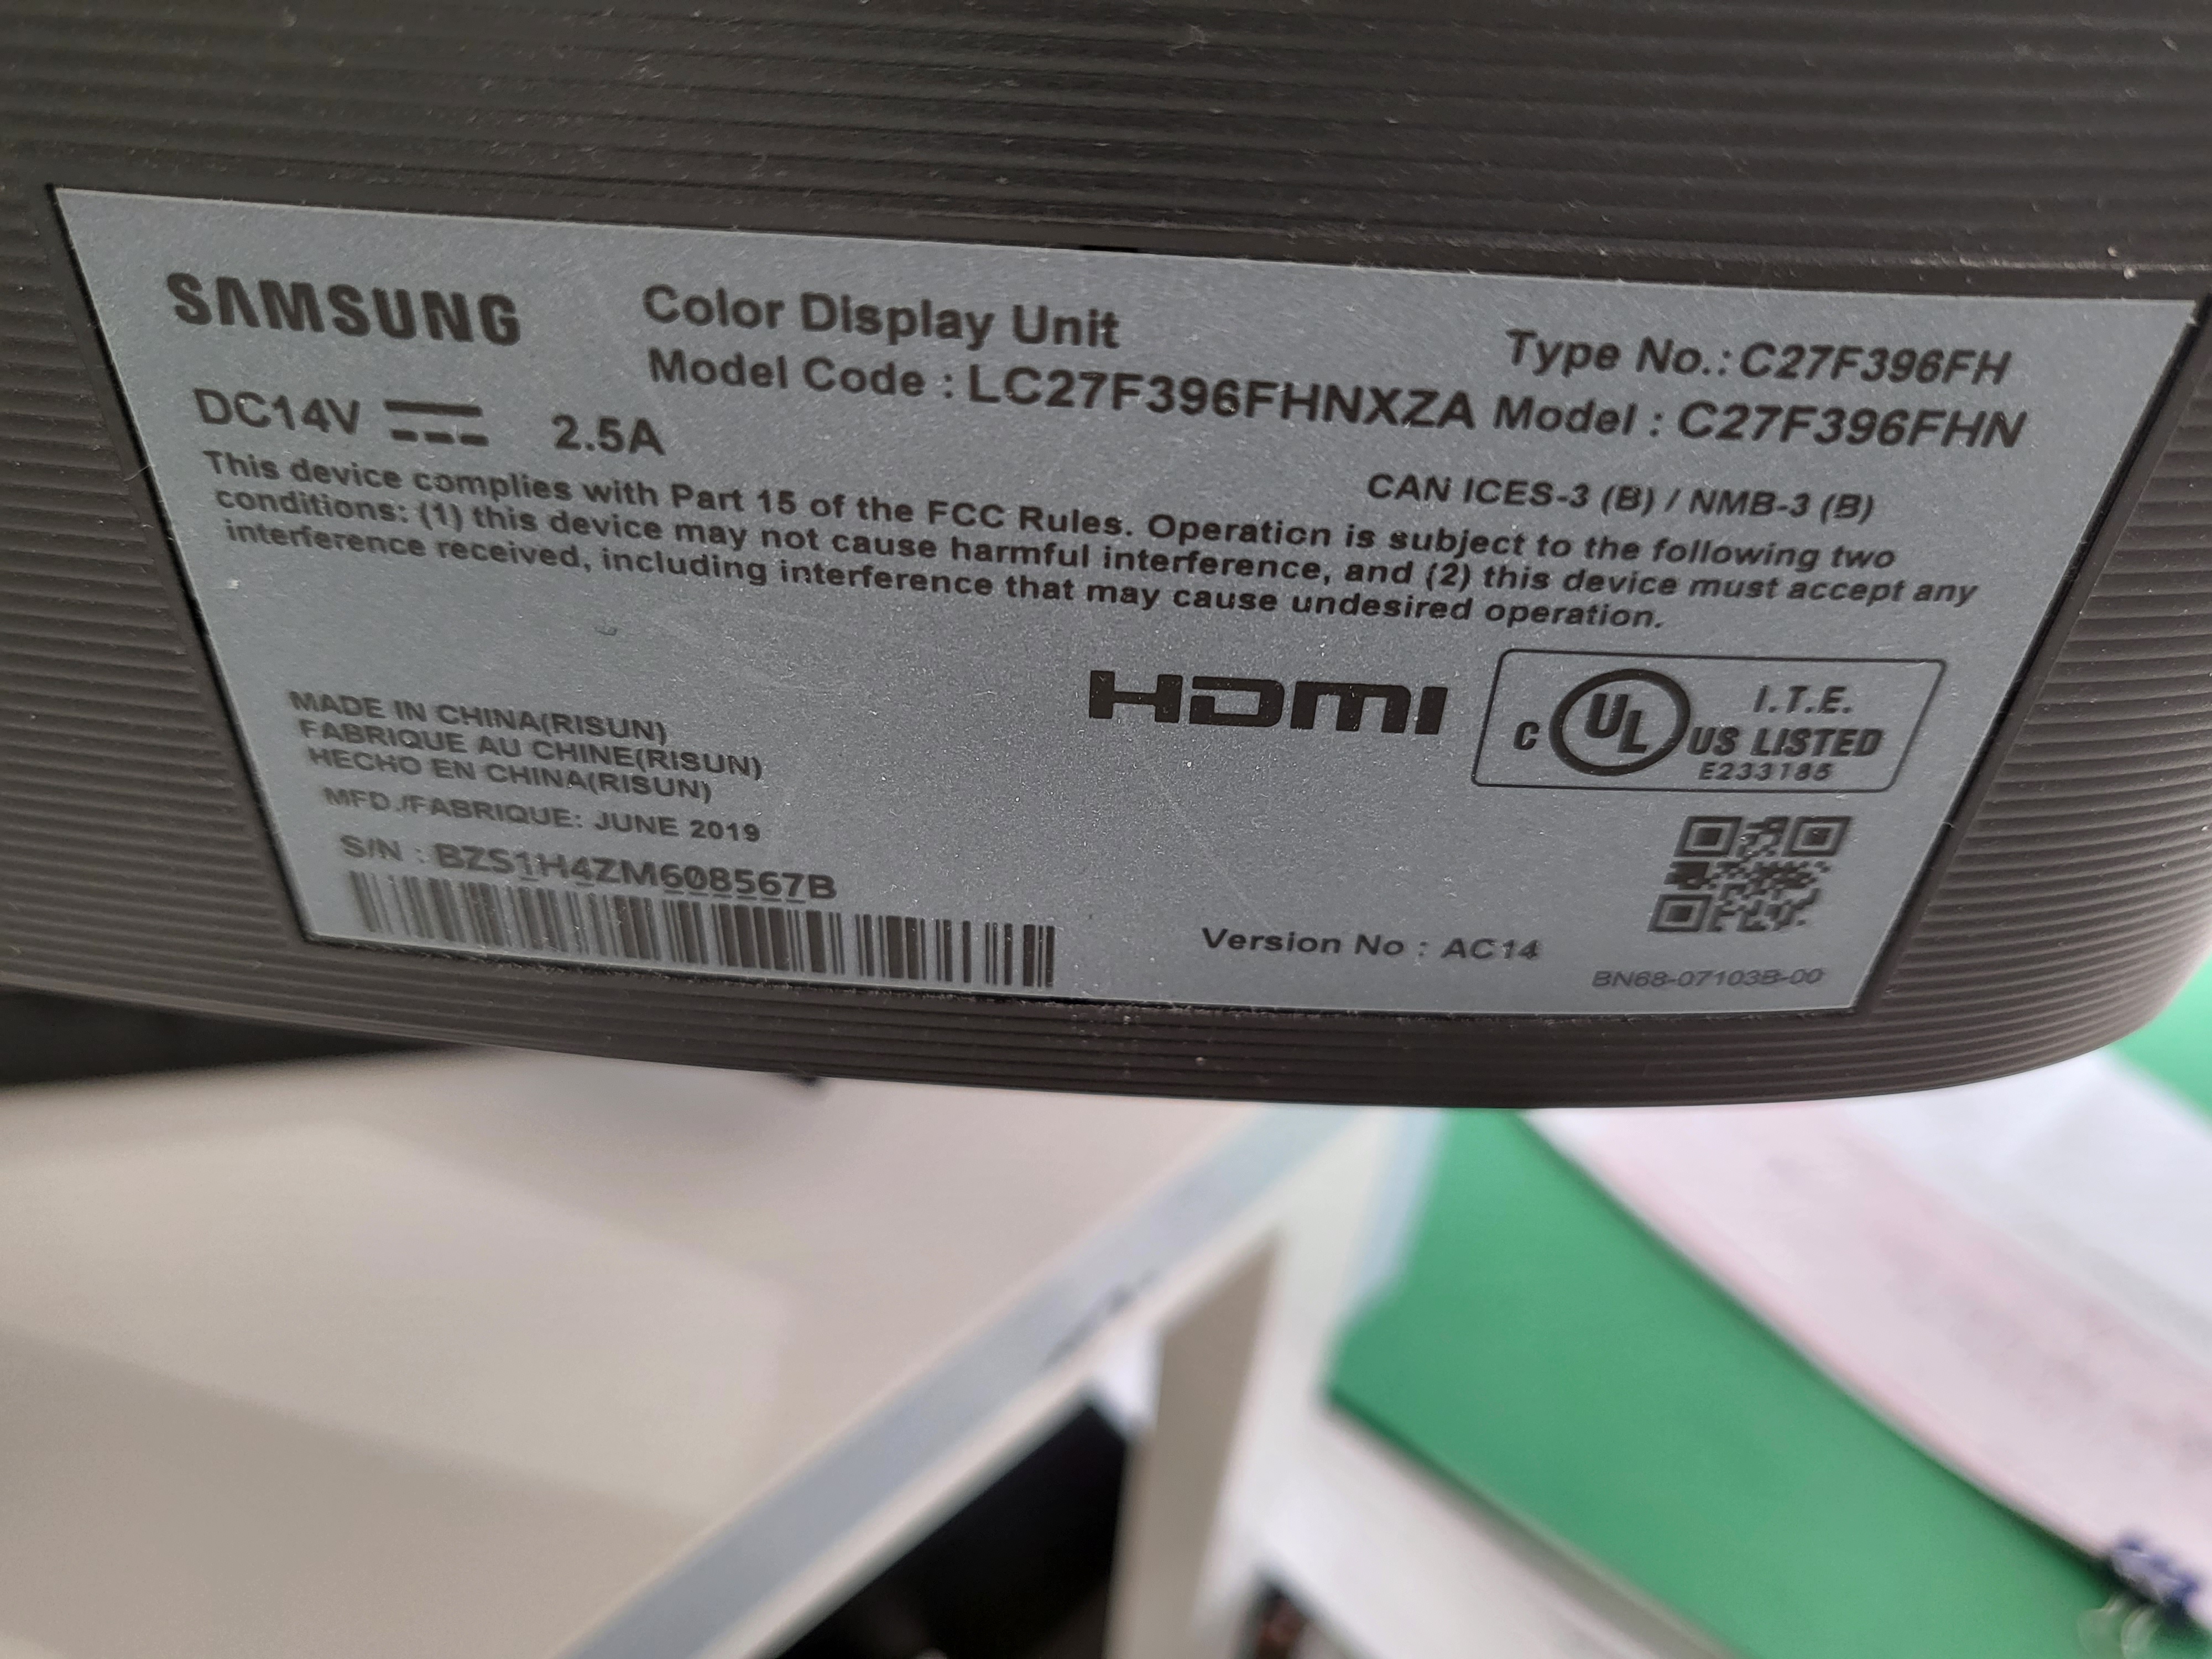 SAMSUNG
Color Display Unit
Type No.: C27F396FH
Model Code : LC27F396FHNXZA Model : C27F396FHN
DC14V 2.5A
CAN ICES-3 (B) / NMB-3 (B)
This device complies with Part 15 of the FCC Rules. Operation is subject to the following two
conditions: (1) this device may not cause harmful interference, and (2) this device must accept any
interference received, including interference that may cause undesired operation.
HDMI
C UL US LISTED
I.T.E.
E233185
MADE IN CHINA(RISUN)
FABRIQUE AU CHINE(RISUN)
HECHO EN CHINA(RISUN)
MFD./FABRIQUE: JUNE 2019
S/N : BZS1H4ZM608567B
Version No : AC14
BN68-07103B-00